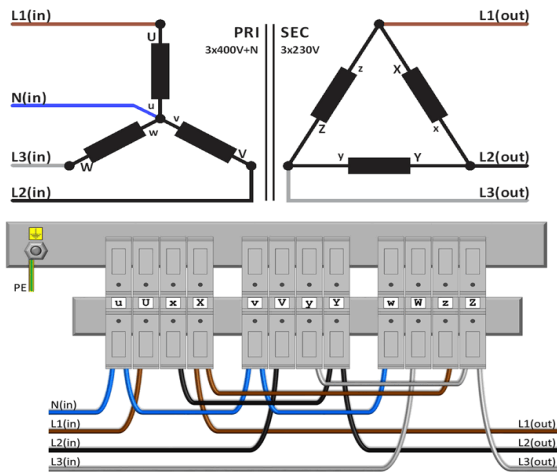 L1(in)
PRI
SEC
L1(out)
U
3x400V+N
3x230V
z
X
N(in)
u
Z
x
w
v
L3(in)
W
V
y
Y
L2(out)
L2(in)
L3(out)
PE
u U x X v V y Y w W z Z
N(in)
L1(in)
L1(out)
L2(in)
L2(out)
L3(in)
L3(out)